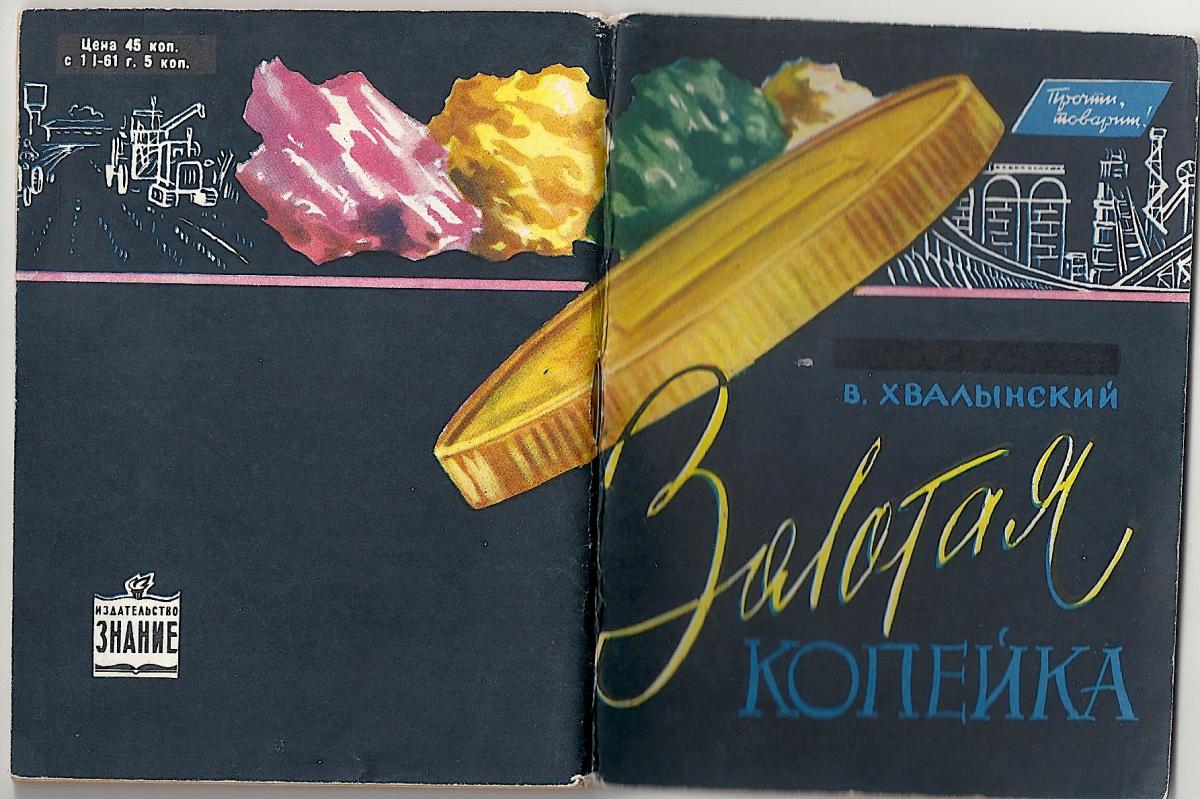 Цена 45 коп.
с 1 I-61 г. 5 коп.
ИЗДАТЕЛЬСТВО
ЗНАНИЕ
Прочти,
товарищ!
В. ХВАЛЫНСКИЙ
Золотая
КОПЕЙКА